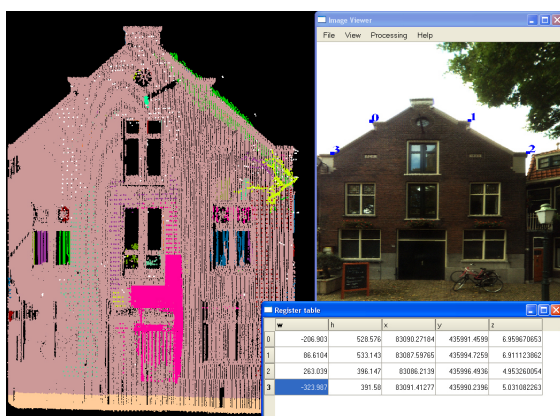 Image Viewer
File View Processing Help
0
1
3
2
Register table
w h x y z
0 -206.903 528.576 83090.27184 435991.4599 6.959670653
1 86.6104 533.143 83087.59765 435994.7259 6.911123862
2 263.039 396.147 83086.2139 435996.4936 4.953260054
3 -323.987 391.58 83091.41277 435990.2396 5.031082263